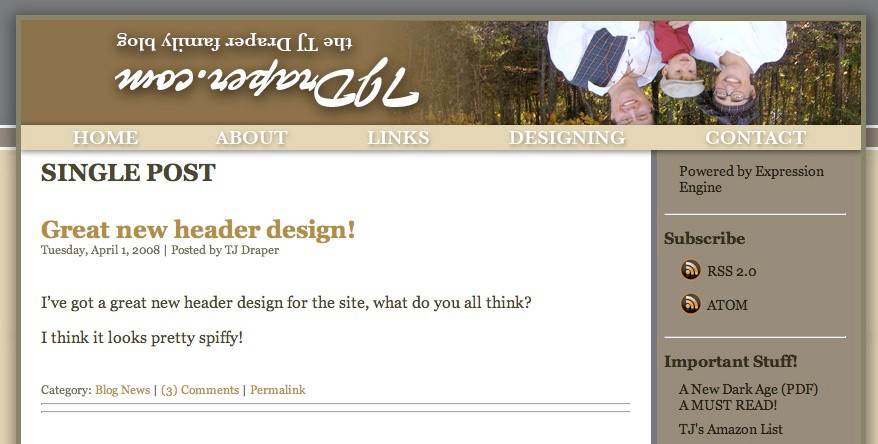 the TJ Draper family blog
TJDraper.com
HOME ABOUT LINKS DESIGNING CONTACT
SINGLE POST
Great new header design!
Tuesday, April 1, 2008 | Posted by TJ Draper
I've got a great new header design for the site, what do you all think?
I think it looks pretty spiffy!
Category: Blog News | (3) Comments | Permalink
Powered by Expression
Engine
Subscribe
RSS 2.0
ATOM
Important Stuff!
A New Dark Age (PDF)
A MUST READ!
TJ's Amazon List